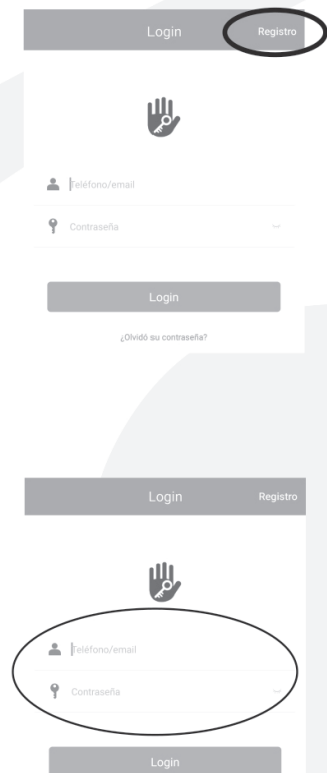 Login Registro
Teléfono/email
Contraseña
Login
¿Olvidó su contraseña?
Login Registro
Teléfono/email
Contraseña
Login